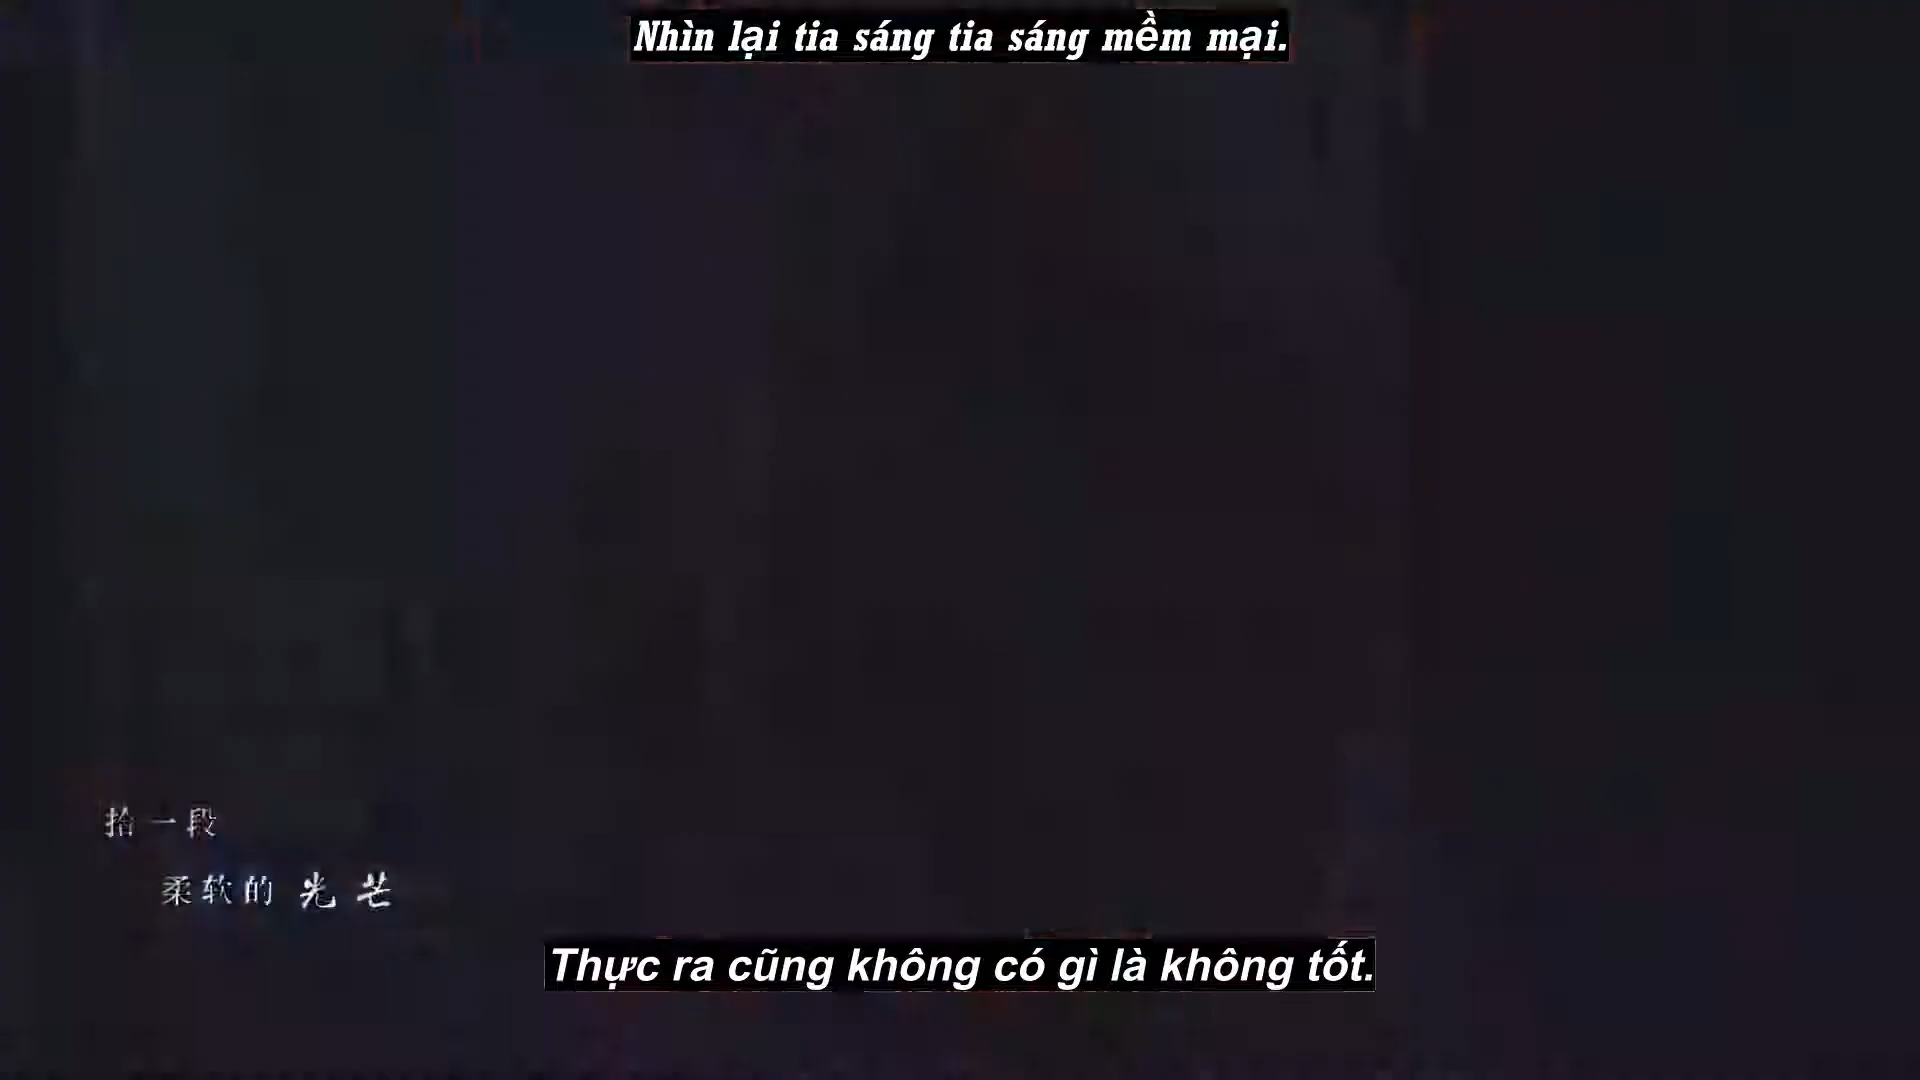 Nhìn lại tia sáng tia sáng mềm mại.
拾一段
柔软的光芒
Thực ra cũng không có gì là không tốt.